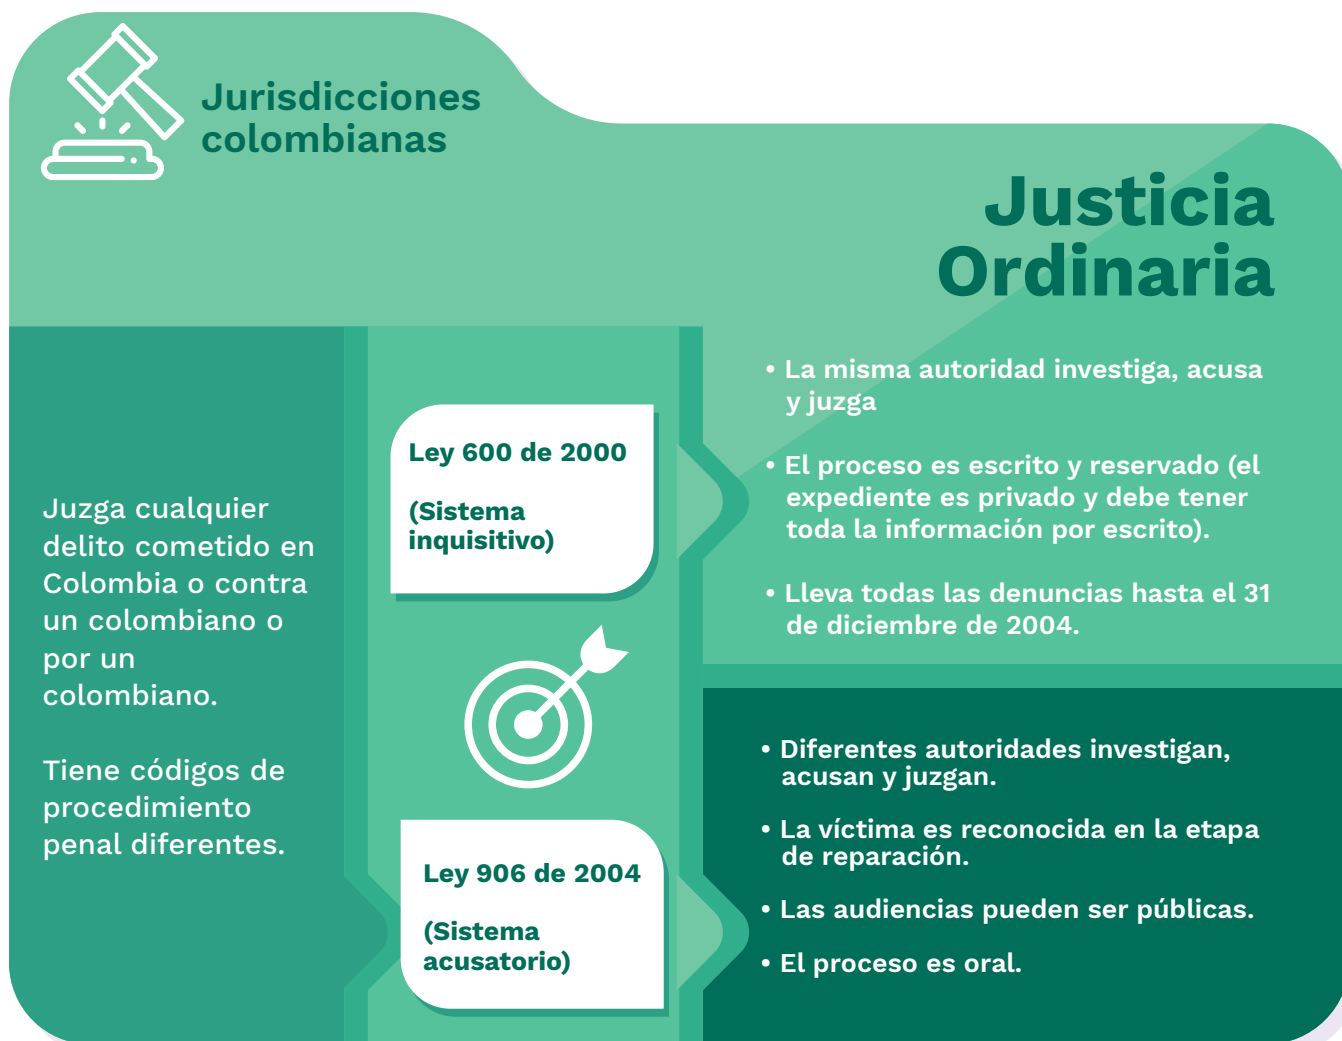 Jurisdicciones
colombianas
Justicia
Ordinaria
Juzga cualquier
delito cometido en
Colombia o contra
un colombiano o
por un
colombiano.
Tiene códigos de
procedimiento
penal diferentes.
Ley 600 de 2000
(Sistema
inquisitivo)
• La misma autoridad investiga, acusa
y juzga
• El proceso es escrito y reservado (el
expediente es privado y debe tener
toda la información por escrito).
• Lleva todas las denuncias hasta el 31
de diciembre de 2004.
Ley 906 de 2004
(Sistema
acusatorio)
• Diferentes autoridades investigan,
acusan y juzgan.
• La víctima es reconocida en la etapa
de reparación.
• Las audiencias pueden ser públicas.
• El proceso es oral.